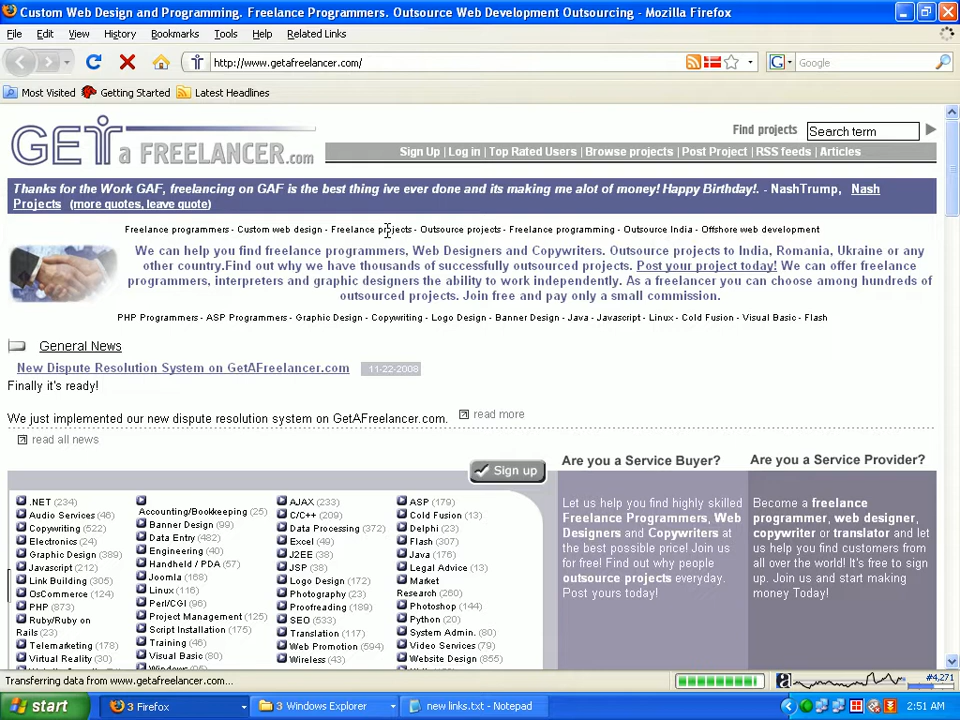 Custom Web Design and Programming. Freelance Programmers. Outsource Web Development Outsourcing - Mozilla Firefox
File Edit View History Bookmarks Tools Help Related Links
http://www.getafreelancer.com/
Google
Most Visited Getting Started Latest Headlines
GET a FREELANCER.com
Find projects Search term
Sign Up | Log in | Top Rated Users | Browse projects | Post Project | RSS feeds | Articles
Thanks for the Work GAF, freelancing on GAF is the best thing ive ever done and its making me alot of money! Happy Birthday!. - NashTrump, Nash
Projects (more quotes, leave quote)
Freelance programmers - Custom web design - Freelance projects - Outsource projects - Freelance programming - Outsource India - Offshore web development
We can help you find freelance programmers, Web Designers and Copywriters. Outsource projects to India, Romania, Ukraine or any
other country.Find out why we have thousands of successfully outsourced projects. Post your project today! We can offer freelance
programmers, interpreters and graphic designers the ability to work independently. As a freelancer you can choose among hundreds of
outsourced projects. Join free and pay only a small commission.
PHP Programmers - ASP Programmers - Graphic Design - Copywriting - Logo Design - Banner Design - Java - Javascript - Linux - Cold Fusion - Visual Basic - Flash
General News
New Dispute Resolution System on GetAFreelancer.com 11-22-2008
Finally it's ready!
We just implemented our new dispute resolution system on GetAFreelancer.com. read more
read all news
Sign up
.NET (234)
Audio Services (46)
Copywriting (522)
Electronics (24)
Graphic Design (389)
Javascript (212)
Link Building (305)
OsCommerce (124)
PHP (873)
Ruby/Ruby on
Rails (23)
Telemarketing (178)
Virtual Reality (30)
Accounting/Bookkeeping (25)
Banner Design (99)
Data Entry (482)
Engineering (40)
Handheld / PDA (57)
Joomla (168)
Linux (116)
Perl/CGI (96)
Project Management (125)
Script Installation (175)
Training (46)
Visual Basic (80)
AJAX (233)
C/C++ (209)
Data Processing (372)
Excel (49)
J2EE (38)
JSP (38)
Logo Design (172)
Photography (23)
Proofreading (189)
SEO (533)
Translation (117)
Web Promotion (594)
Wireless (43)
ASP (179)
Cold Fusion (13)
Delphi (23)
Flash (307)
Java (176)
Legal Advice (13)
Market
Research (260)
Photoshop (144)
Python (20)
System Admin. (80)
Video Services (79)
Website Design (855)
Are you a Service Buyer?
Let us help you find highly skilled
Freelance Programmers, Web
Designers and Copywriters at
the best possible price! Join us
for free! Find out why people
outsource projects everyday.
Post yours today!
Are you a Service Provider?
Become a freelance
programmer, web designer,
copywriter or translator and let
us help you find customers from
all over the world! It's free to sign
up. Join us and start making
money Today!
Transferring data from www.getafreelancer.com...
#4,271
start 3 Firefox 3 Windows Explorer new links.txt - Notepad 2:51 AM